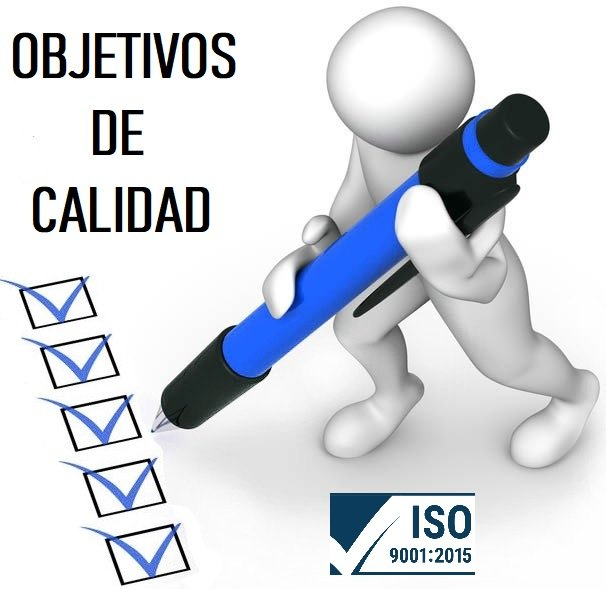 OBJETIVOS
DE
CALIDAD
ISO
9001:2015